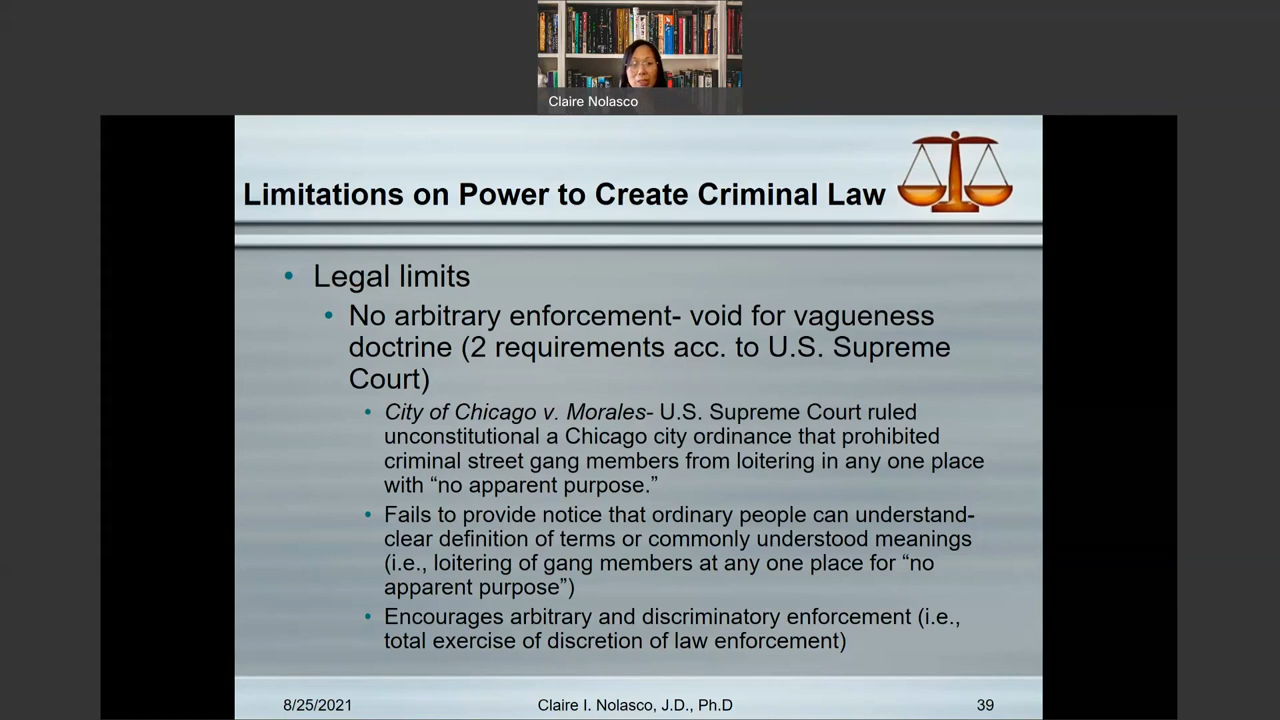 Claire Nolasco
Limitations on Power to Create Criminal Law
• Legal limits
• No arbitrary enforcement- void for vagueness
doctrine (2 requirements acc. to U.S. Supreme
Court)
• City of Chicago v. Morales- U.S. Supreme Court ruled
unconstitutional a Chicago city ordinance that prohibited
criminal street gang members from loitering in any one place
with “no apparent purpose.”
• Fails to provide notice that ordinary people can understand-
clear definition of terms or commonly understood meanings
(i.e., loitering of gang members at any one place for “no
apparent purpose”)
• Encourages arbitrary and discriminatory enforcement (i.e.,
total exercise of discretion of law enforcement)
8/25/2021 Claire I. Nolasco, J.D., Ph.D 39